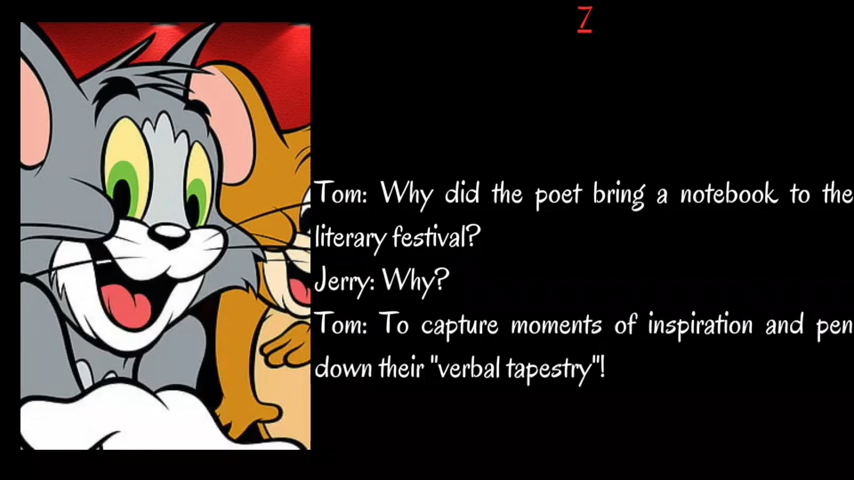 7
Tom: Why did the poet bring a notebook to the
literary festival?
Jerry: Why?
Tom: To capture moments of inspiration and pen
down their "verbal tapestry"!